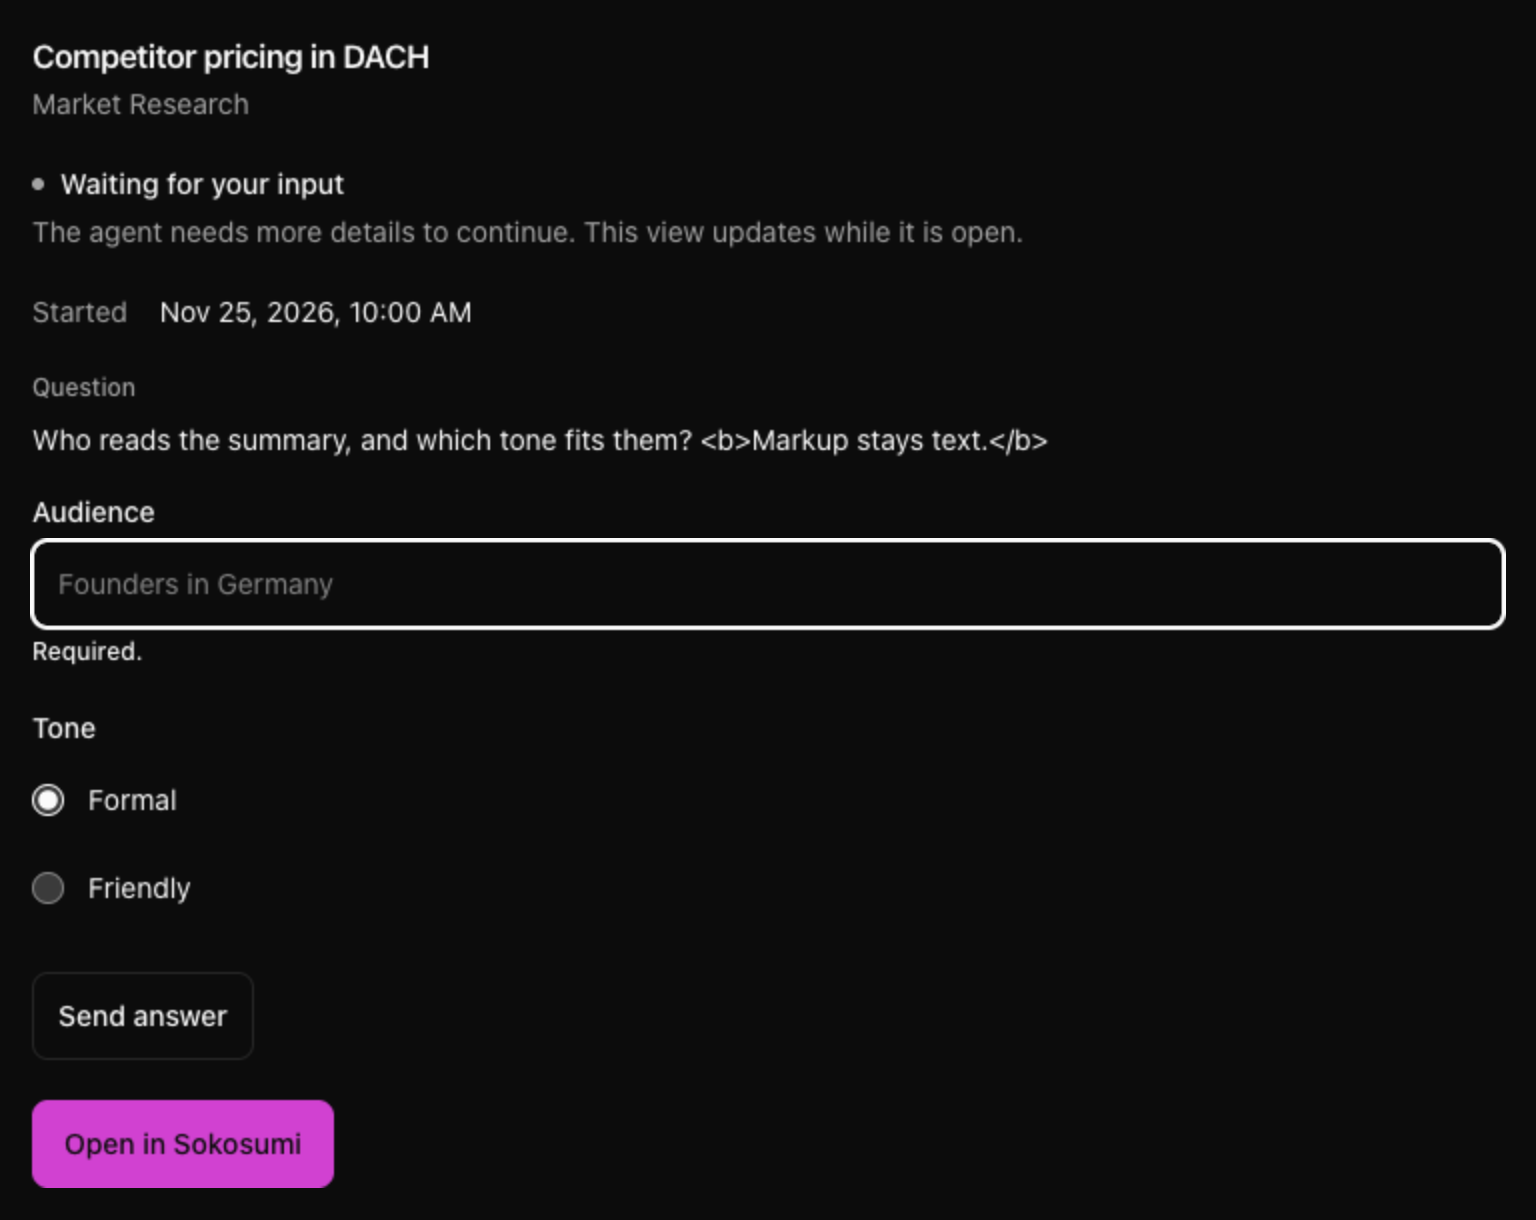 Competitor pricing in DACH
Market Research
Waiting for your input
The agent needs more details to continue. This view updates while it is open.
Started Nov 25, 2026, 10:00 AM
Question
Who reads the summary, and which tone fits them? <b>Markup stays text.</b>
Audience
Founders in Germany
Required.
Tone
Formal
Friendly
Send answer
Open in Sokosumi